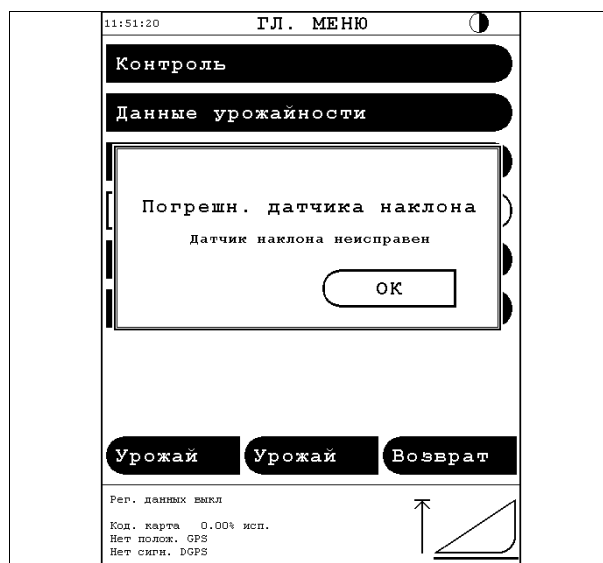 11:51:20 ГЛ. МЕНЮ
Контроль
Данные урожайности
Погрешн. датчика наклона
Датчик наклона неисправен
ОК
Урожай Урожай Возврат
Рег. данных выкл
Код. карта 0.00% исп.
Нет полож. GPS
Нет сигн. DGPS